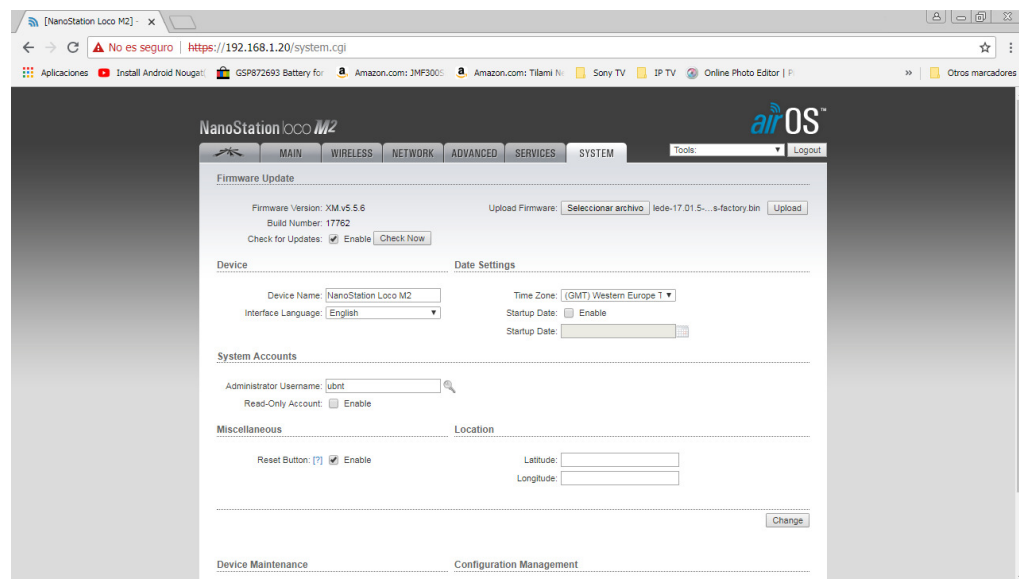 [NanoStation Loco M2] -
No es seguro | https://192.168.1.20/system.cgi
Aplicaciones Install Android Nougat GSP872693 Battery for Amazon.com: JMF300S Amazon.com: Tilami N Sony TV IP TV Online Photo Editor | P » Otros marcadores
NanoStation loco M2 airOS™
MAIN WIRELESS NETWORK ADVANCED SERVICES SYSTEM Tools: Logout
Firmware Update
Firmware Version: XM.v5.5.6 Upload Firmware: Seleccionar archivo lede-17.01.5-...s-factory.bin Upload
Build Number: 17762
Check for Updates: Enable Check Now
Device Date Settings
Device Name: NanoStation Loco M2 Time Zone: (GMT) Western Europe T
Interface Language: English Startup Date: Enable
Startup Date:
System Accounts
Administrator Username: ubnt
Read-Only Account: Enable
Miscellaneous Location
Reset Button: [?] Enable Latitude:
Longitude:
Change
Device Maintenance Configuration Management